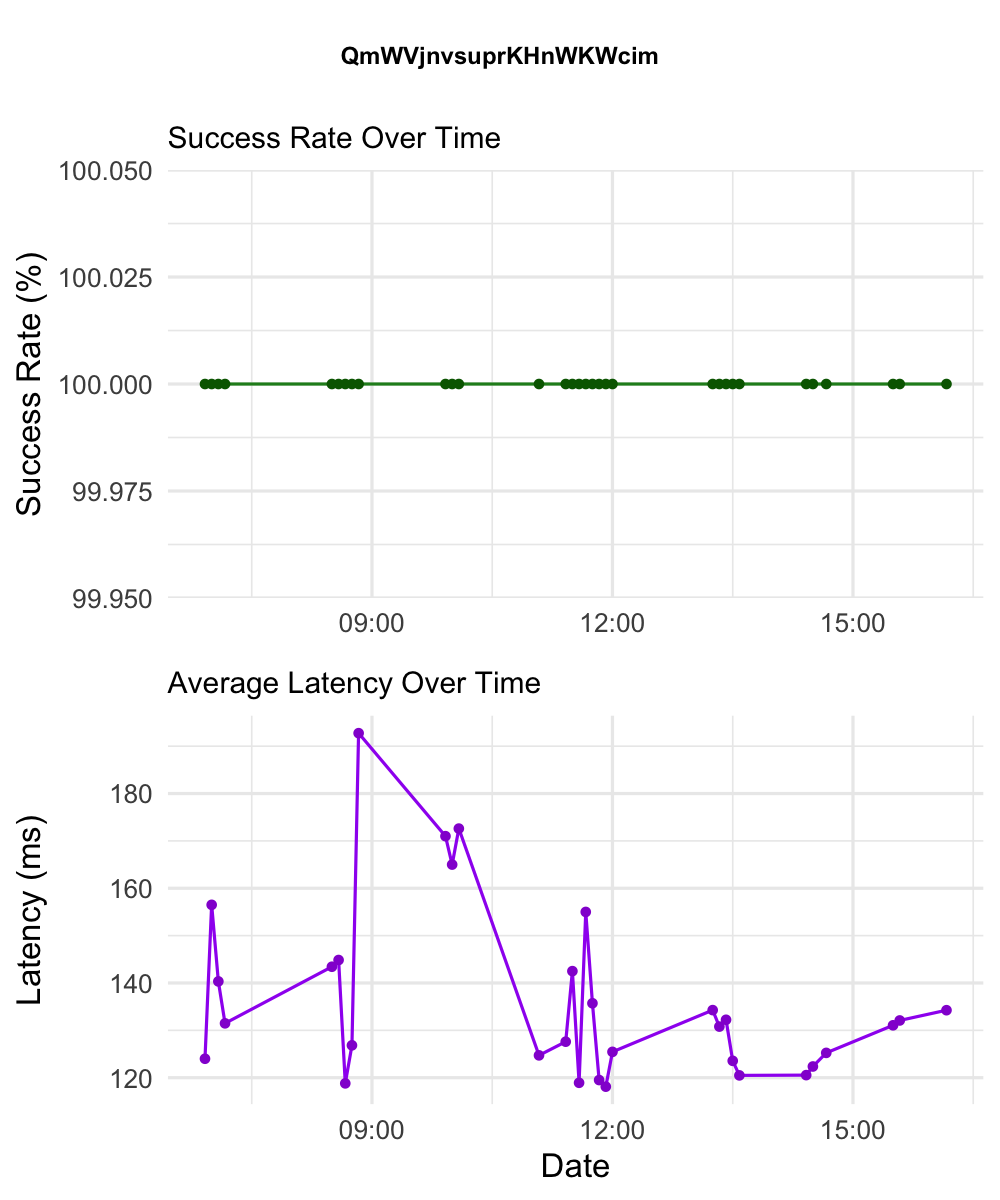 QmWVjnvsuprKHnWKWcim
Success Rate Over Time
Success Rate (%)
100.050
100.025
100.000
99.975
99.950
09:00 12:00 15:00
Average Latency Over Time
Latency (ms)
180
160
140
120
09:00 12:00 15:00
Date